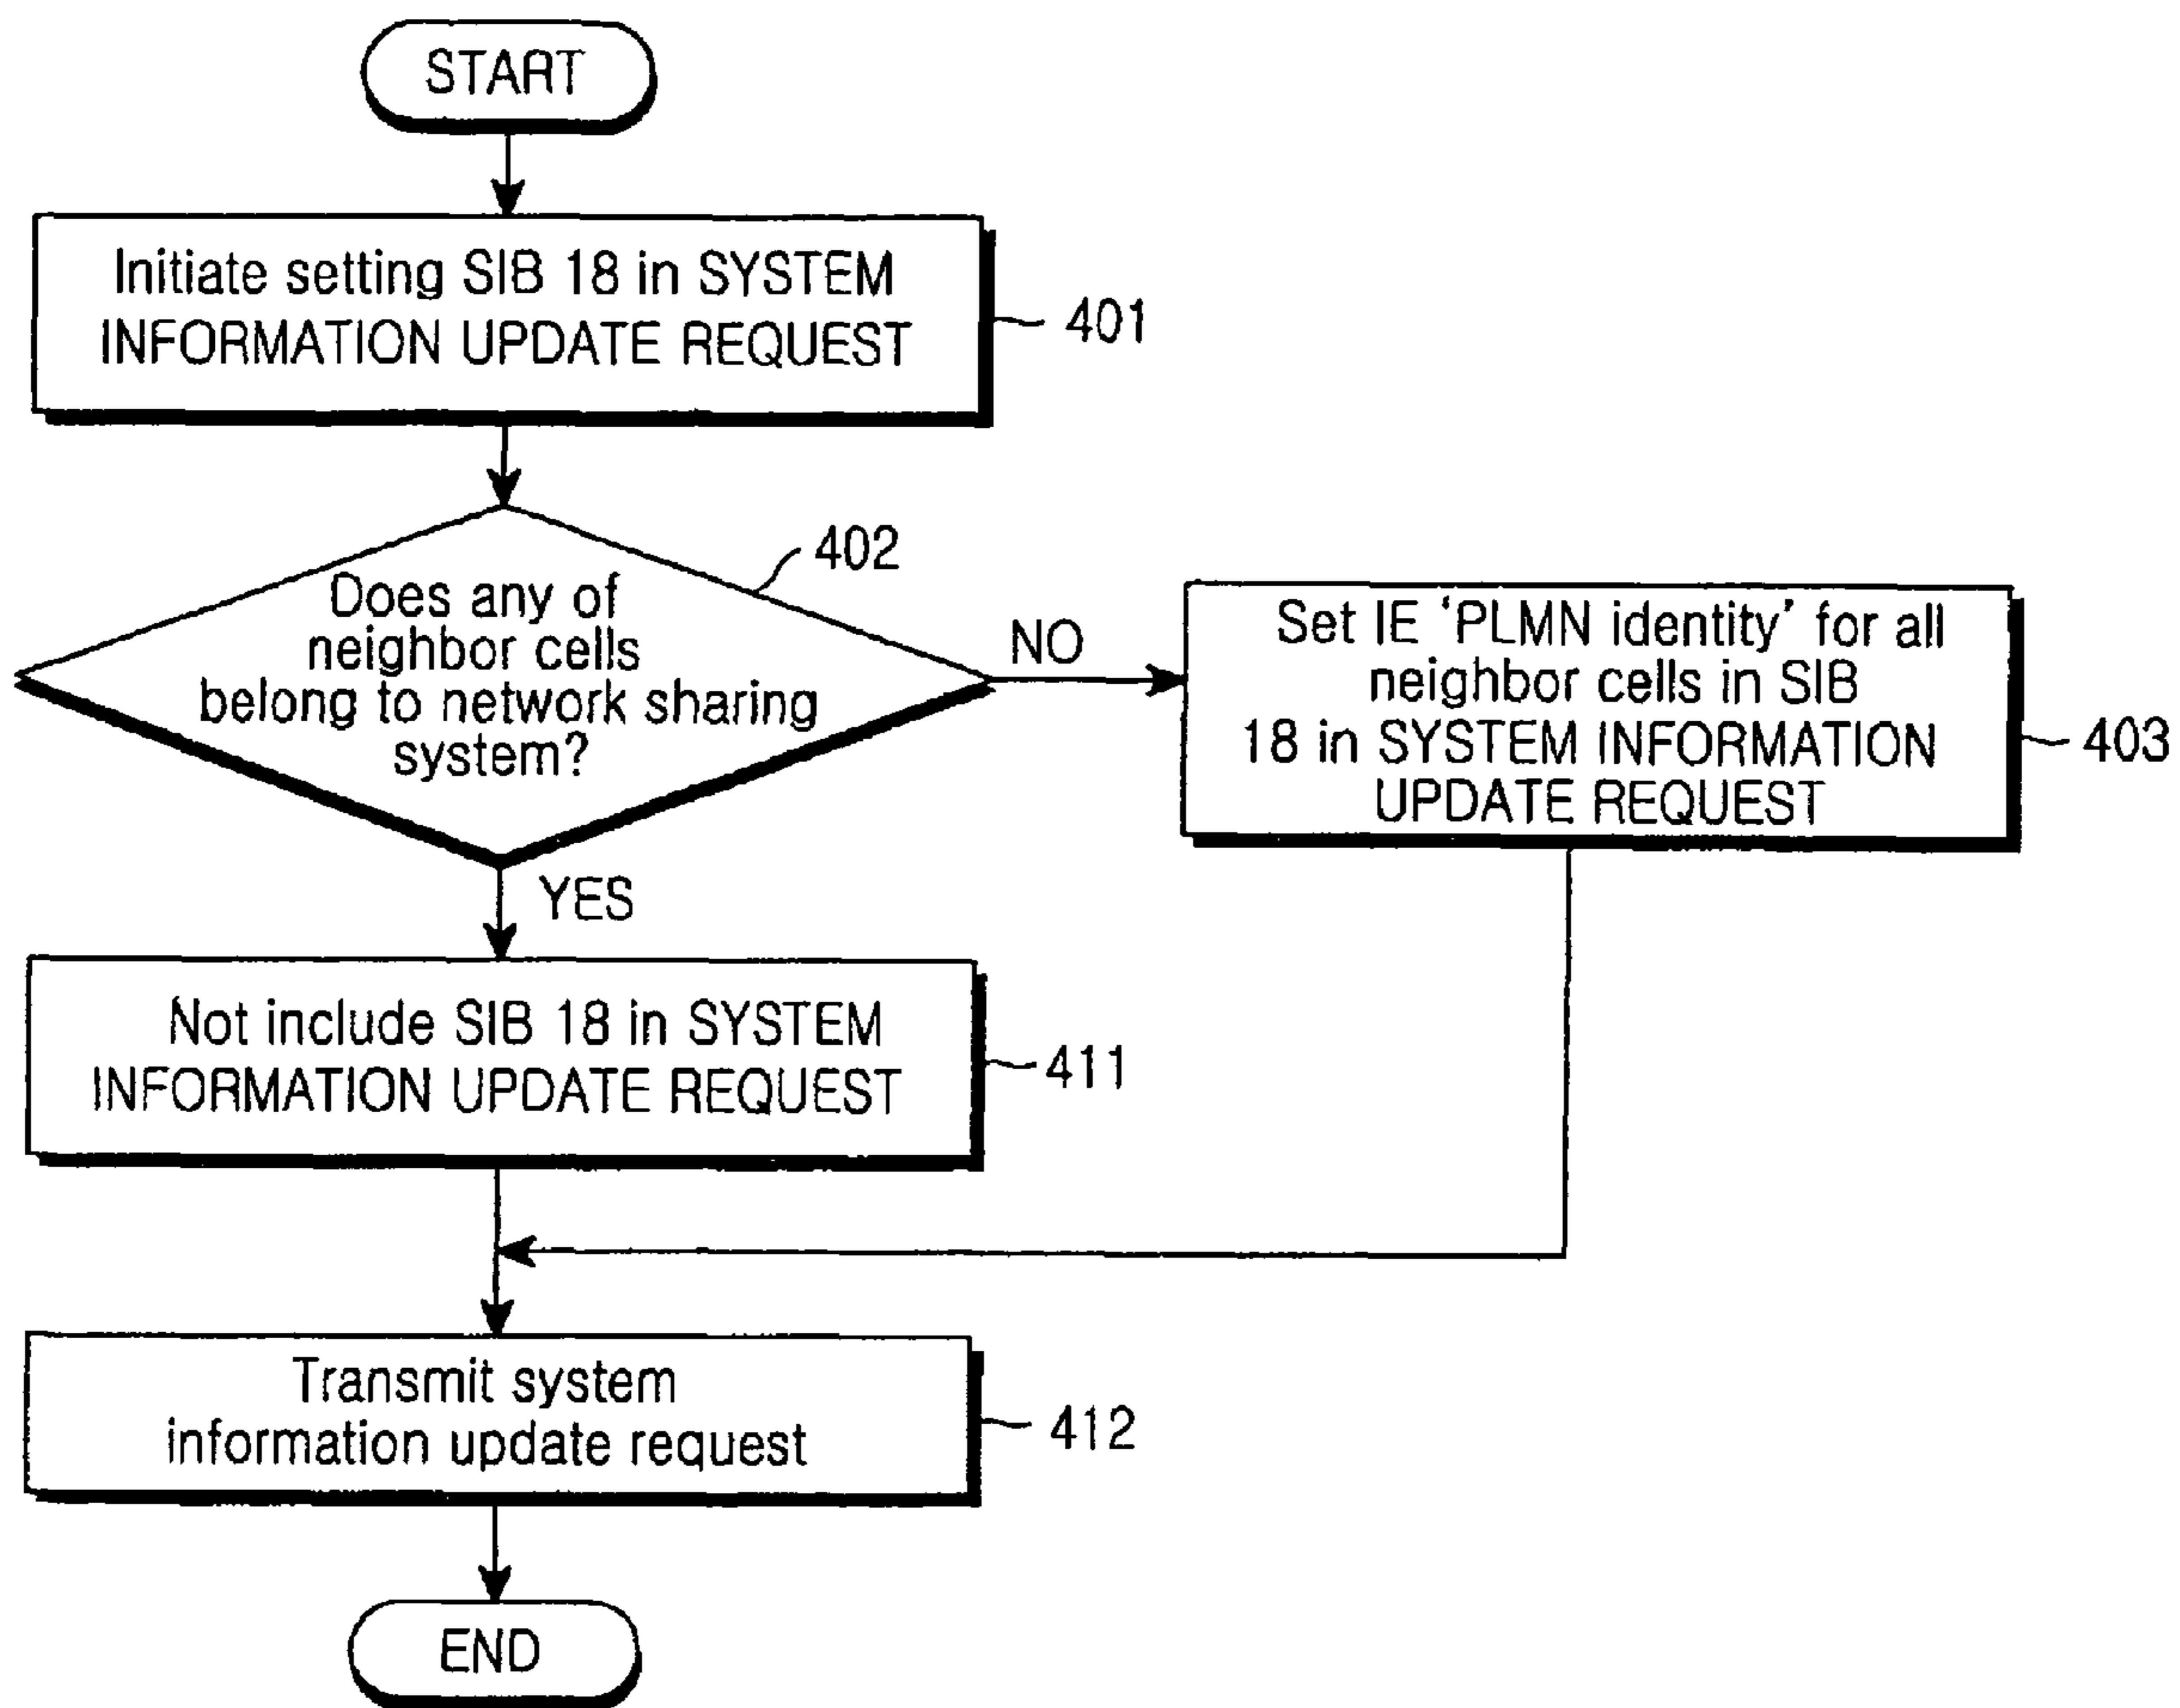 START
Initiate setting SIB 18 in SYSTEM
INFORMATION UPDATE REQUEST
401
402
Does any of
neighbor cells
belong to network sharing
system?
NO
Set IE ‘PLMN identity’ for all
neighbor cells in SIB
18 in SYSTEM INFORMATION
UPDATE REQUEST
403
YES
Not include SIB 18 in SYSTEM
INFORMATION UPDATE REQUEST
411
Transmit system
information update request
412
END